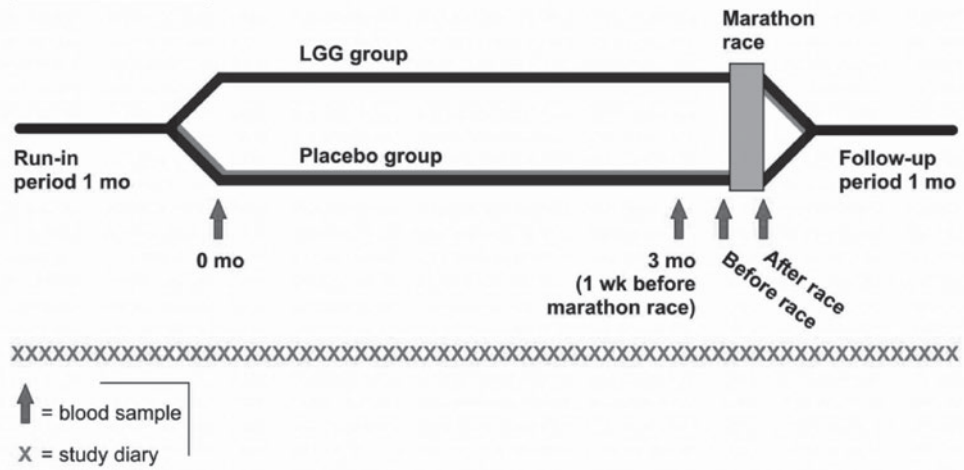 Marathon
race
LGG group
Run-in
period 1 mo
Placebo group
Follow-up
period 1 mo
0 mo
3 mo
(1 wk before
marathon race)
Before race
After race
XXXXXXXXXXXXXXXXXXXXXXXXXXXXXXXXXXXXXXXXXXXXXXXXXXXXXXXXXXXXXXXXXXXXXX
= blood sample
X = study diary